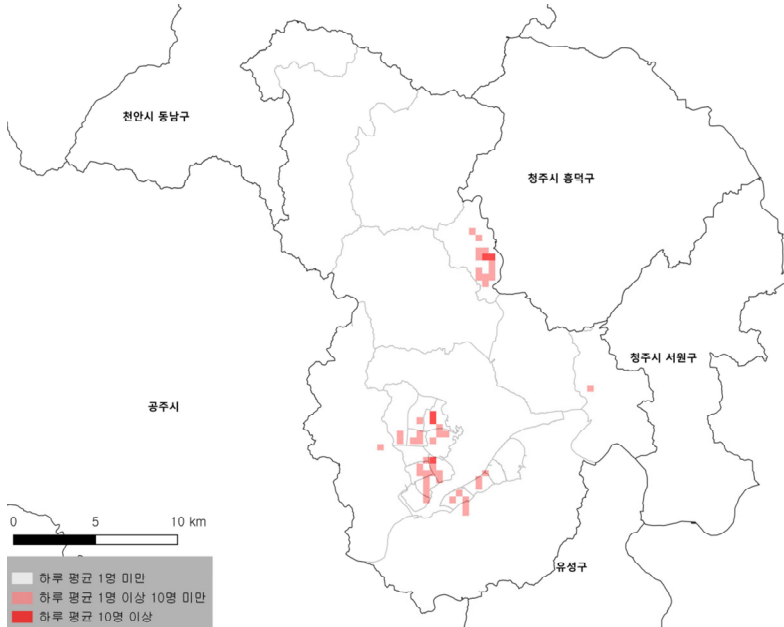 천안시 동남구
청주시 흥덕구
청주시 서원구
공주시
유성구
0 5 10 km
하루 평균 1명 미만
하루 평균 1명 이상 10명 미만
하루 평균 10명 이상